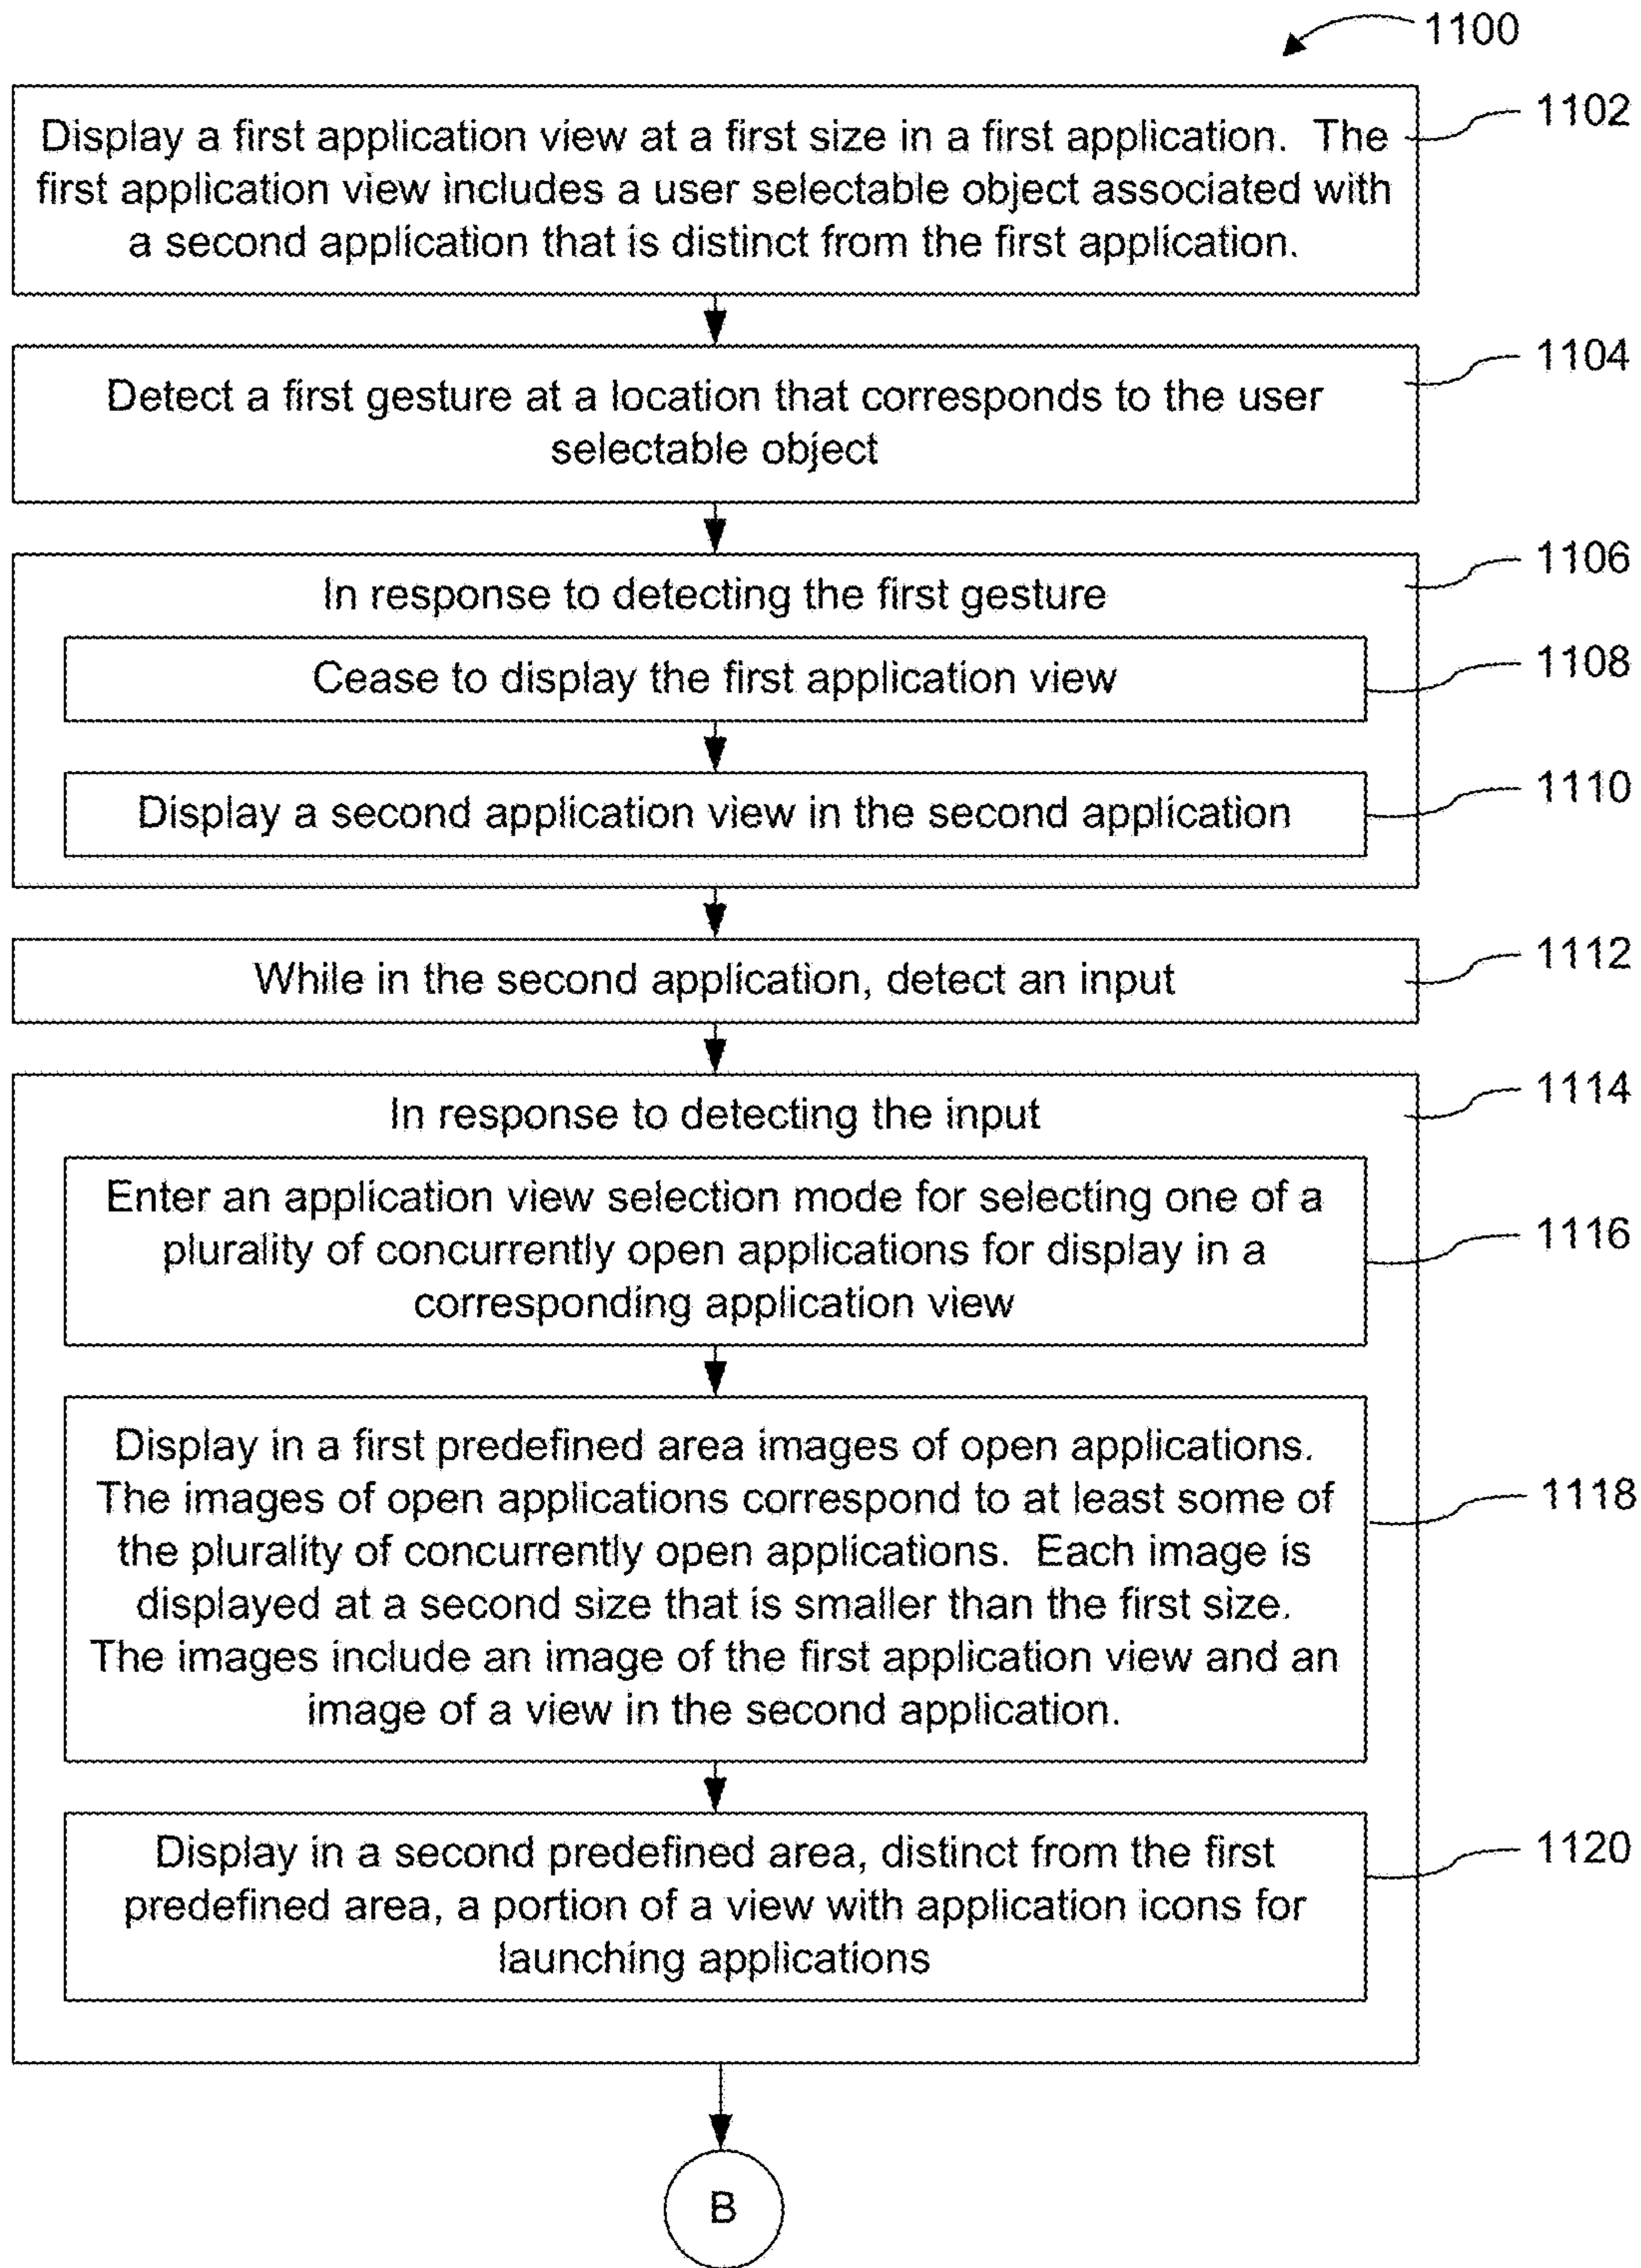 1100
Display a first application view at a first size in a first application. The
first application view includes a user selectable object associated with
a second application that is distinct from the first application.
1102
Detect a first gesture at a location that corresponds to the user
selectable object
1104
In response to detecting the first gesture
1106
Cease to display the first application view
1108
Display a second application view in the second application
1110
While in the second application, detect an input
1112
In response to detecting the input
1114
Enter an application view selection mode for selecting one of a
plurality of concurrently open applications for display in a
corresponding application view
1116
Display in a first predefined area images of open applications.
The images of open applications correspond to at least some of
the plurality of concurrently open applications. Each image is
displayed at a second size that is smaller than the first size.
The images include an image of the first application view and an
image of a view in the second application.
1118
Display in a second predefined area, distinct from the first
predefined area, a portion of a view with application icons for
launching applications
1120
B